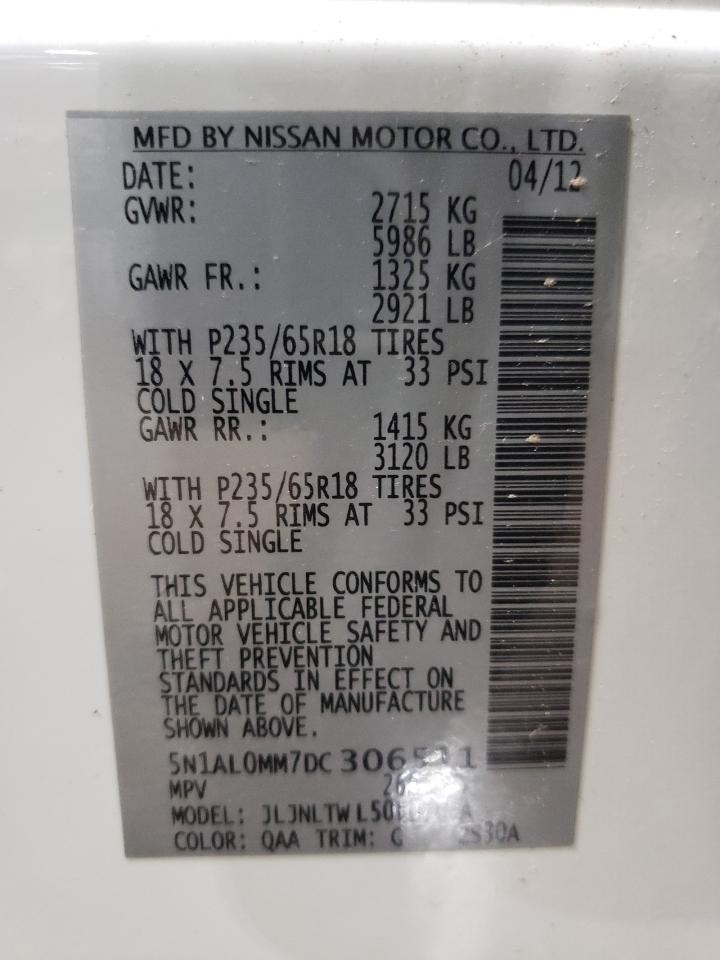 MFD BY NISSAN MOTOR CO., LTD.
DATE: 04/12
GVWR: 2715 KG
5986 LB
GAWR FR.: 1325 KG
2921 LB
WITH P235/65R18 TIRES
18 X 7.5 RIMS AT 33 PSI
COLD SINGLE
GAWR RR.: 1415 KG
3120 LB
WITH P235/65R18 TIRES
18 X 7.5 RIMS AT 33 PSI
COLD SINGLE
THIS VEHICLE CONFORMS TO
ALL APPLICABLE FEDERAL
MOTOR VEHICLE SAFETY AND
THEFT PREVENTION
STANDARDS IN EFFECT ON
THE DATE OF MANUFACTURE
SHOWN ABOVE.
5N1AL0MM7DC 306511
MPV
MODEL:
COLOR: QAA TRIM: